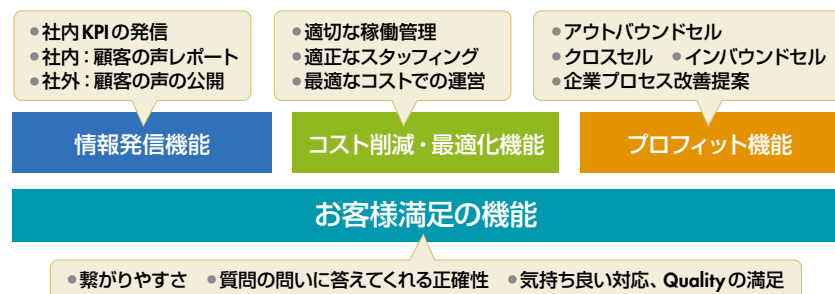 ●社内KPIの発信
●社内：顧客の声レポート
●社外：顧客の声の公開
●適切な稼働管理
●適正なスタッフィング
●最適なコストでの運営
●アウトバウンドセル
●クロスセル ●インバウンドセル
●企業プロセス改善提案
情報発信機能
コスト削減・最適化機能
プロフィット機能
お客様満足の機能
●繋がりやすさ ●質問の問いに答えてくれる正確性 ●気持ち良い対応、Qualityの満足